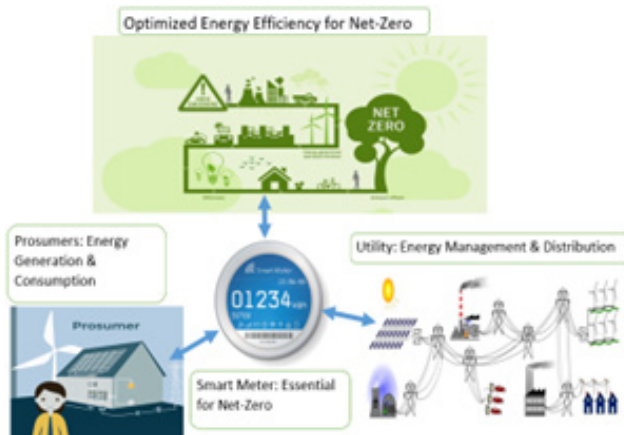 Optimized Energy Efficiency for Net-Zero
NET
ZERO
Prosumers: Energy
Generation &
Consumption
Utility: Energy Management & Distribution
Smart Meter
01234
Prosumer
Smart Meter: Essential
for Net-Zero